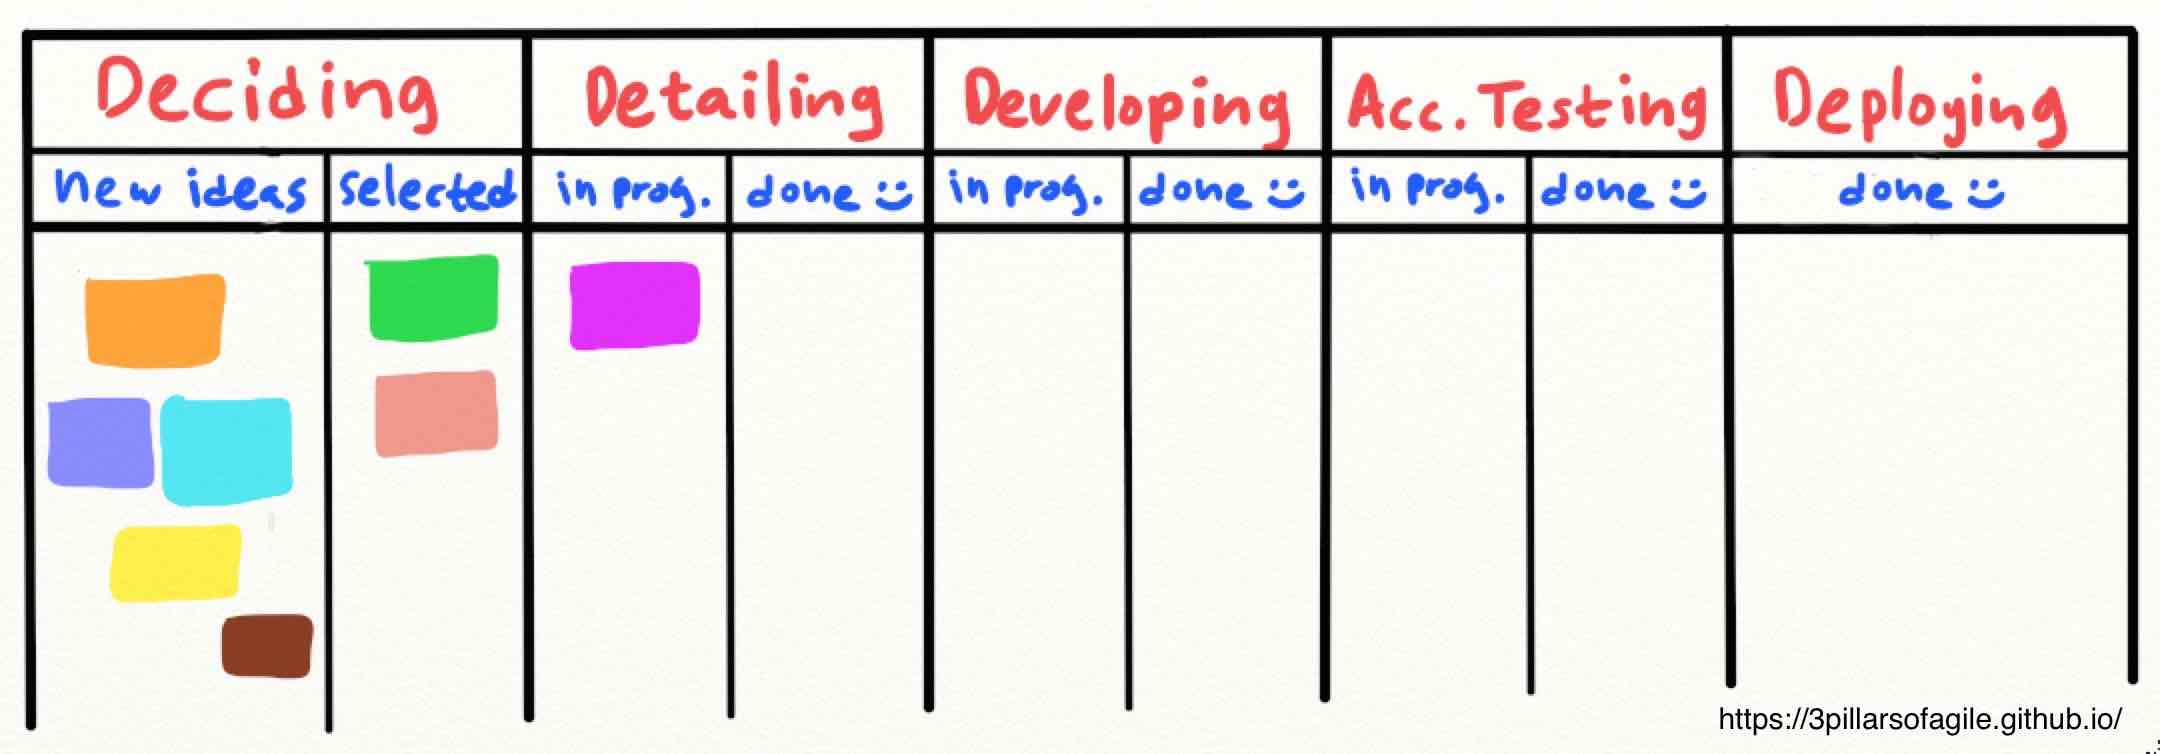 Deciding Detailing Developing Acc. Testing Deploying
new ideas selected in prog. done in prog. done in prog. done done
https://3pillarsofagile.github.io/